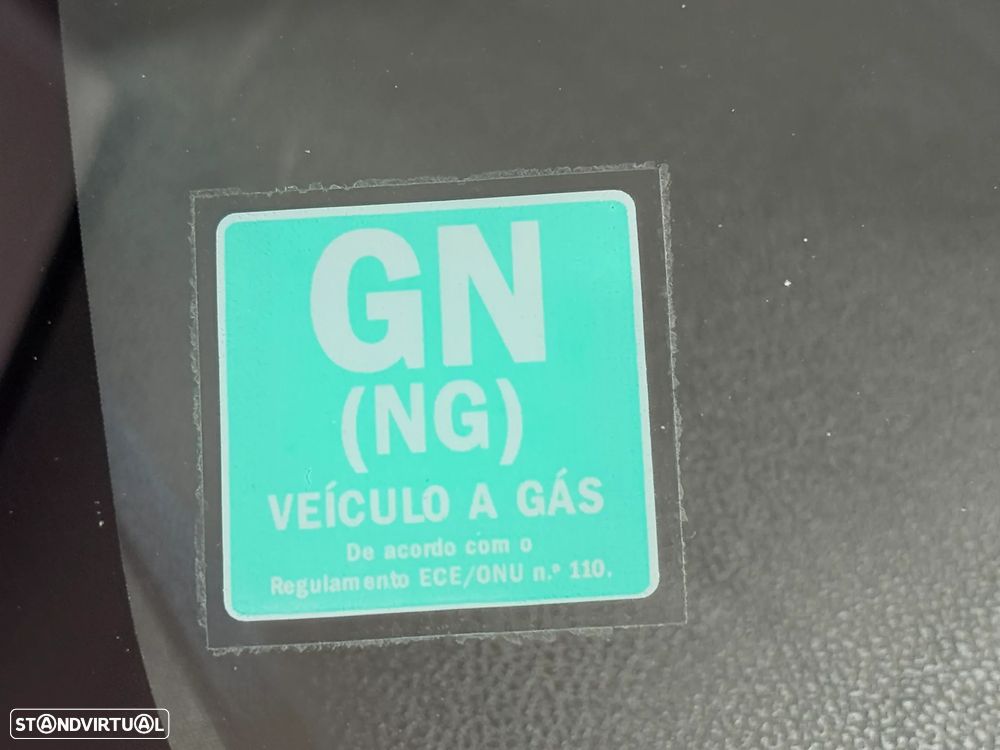 GN
(NG)
VEÍCULO A GÁS
De acordo com o
Regulamento ECE/ONU n.º 110.
STANDVIRTUAL